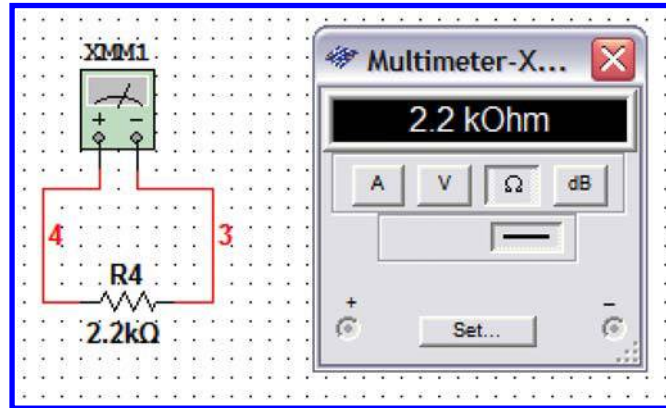 XMM1
+ −
4
3
R4
2.2kΩ
Multimeter-X...
2.2 kOhm
A V Ω dB
+ −
Set...